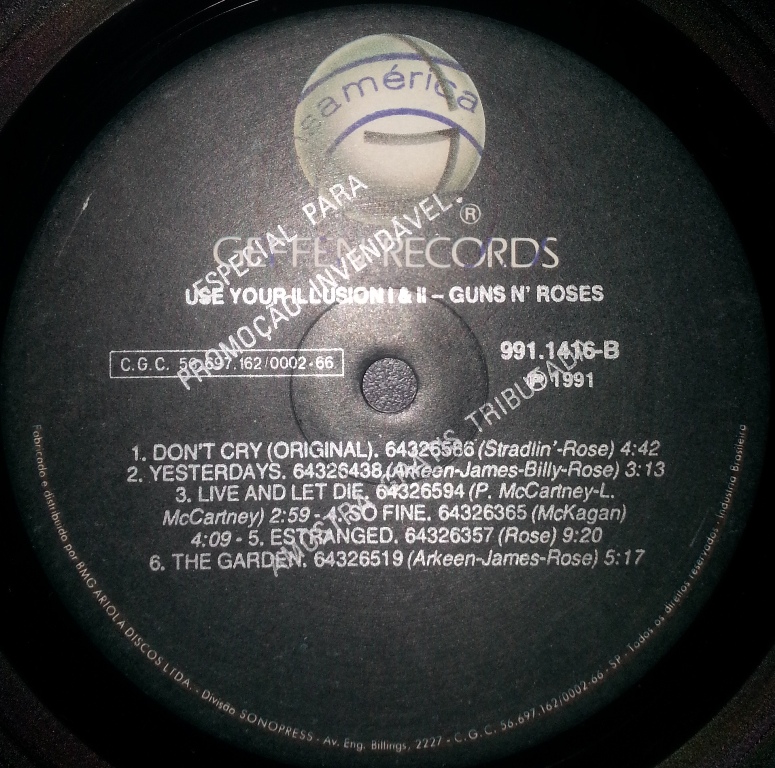 américa
®
GEFFEN RECORDS
ESPECIAL PARA
PROMOÇÃO INVENDÁVEL.
USE YOUR ILLUSION I & II – GUNS N' ROSES
C.G.C. 56.697.162/0002-66
991.1416-B
℗ 1991
AMOSTRA TRIBUTADA
1. DON'T CRY (ORIGINAL). 64326586 (Stradlin'-Rose) 4:42
2. YESTERDAYS. 64326438 (Arkeen-James-Billy-Rose) 3:13
3. LIVE AND LET DIE. 64326594 (P. McCartney-L.
McCartney) 2:59 - 4. SO FINE. 64326365 (McKagan)
4:09 - 5. ESTRANGED. 64326357 (Rose) 9:20
6. THE GARDEN. 64326519 (Arkeen-James-Rose) 5:17
Fabricado e distribuido por BMG ARIOLA DISCOS LTDA. - Divisão SONOPRESS - Av. Eng. Billings, 2227 - C.G.C. 56.697.162/0002-66 - SP - Todos os direitos reservados - Indústria Brasileira